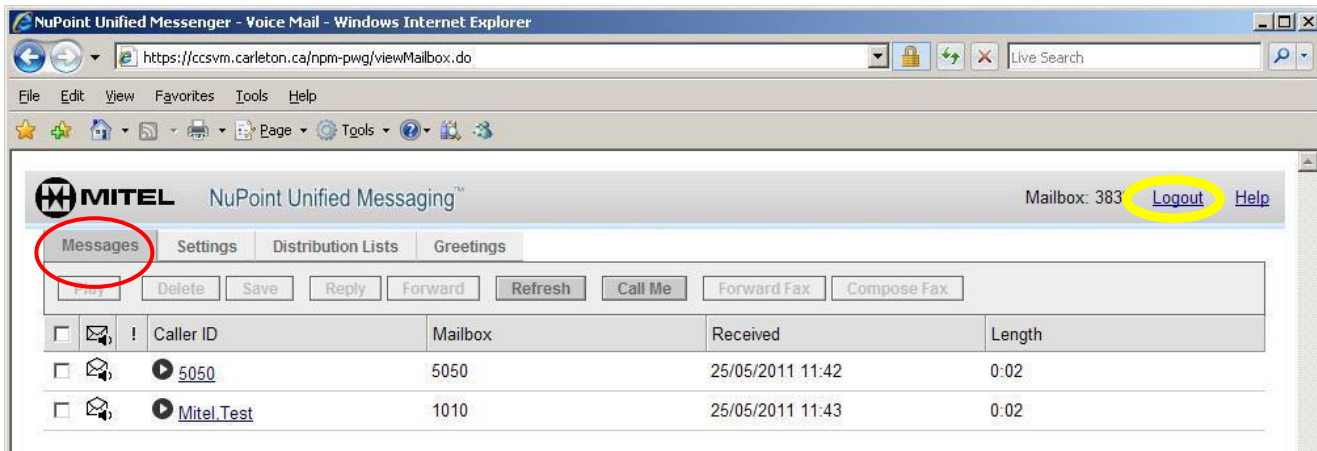 NuPoint Unified Messenger - Voice Mail - Windows Internet Explorer
https://ccsvm.carleton.ca/npm-pwg/viewMailbox.do
Live Search
File Edit View Favorites Tools Help
Page Tools
MITEL NuPoint Unified Messaging™ Mailbox: 383 Logout Help
Messages Settings Distribution Lists Greetings
Play Delete Save Reply Forward Refresh Call Me Forward Fax Compose Fax
! Caller ID Mailbox Received Length
5050 5050 25/05/2011 11:42 0:02
Mitel,Test 1010 25/05/2011 11:43 0:02